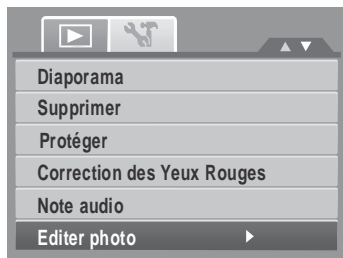 Diaporama
Supprimer
Protéger
Correction des Yeux Rouges
Note audio
Editer photo